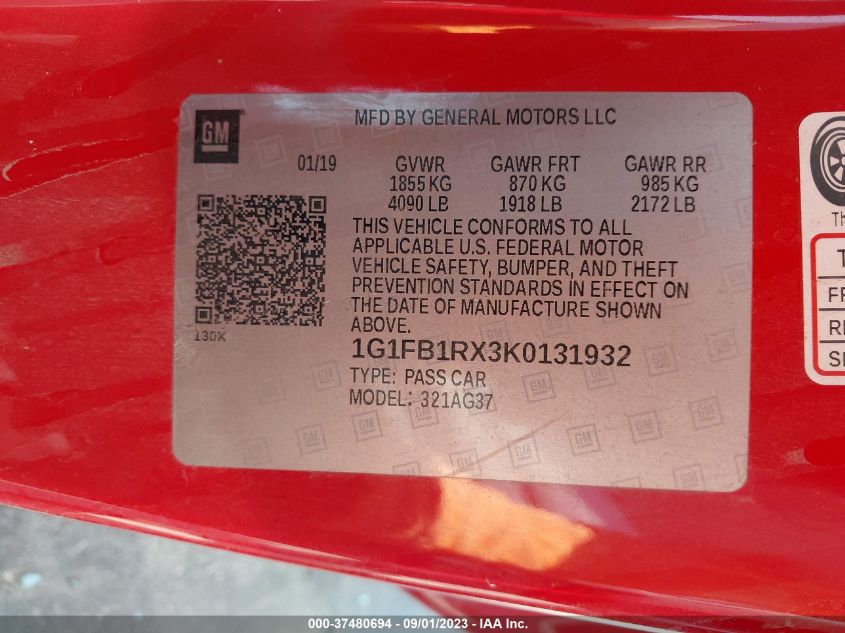 GM
MFD BY GENERAL MOTORS LLC
01/19 GVWR GAWR FRT GAWR RR
1855 KG 870 KG 985 KG
4090 LB 1918 LB 2172 LB
THIS VEHICLE CONFORMS TO ALL
APPLICABLE U.S. FEDERAL MOTOR
VEHICLE SAFETY, BUMPER, AND THEFT
PREVENTION STANDARDS IN EFFECT ON
THE DATE OF MANUFACTURE SHOWN
ABOVE.
130X
1G1FB1RX3K0131932
TYPE: PASS CAR
MODEL: 321AG37
000-37480694 - 09/01/2023 - IAA Inc.